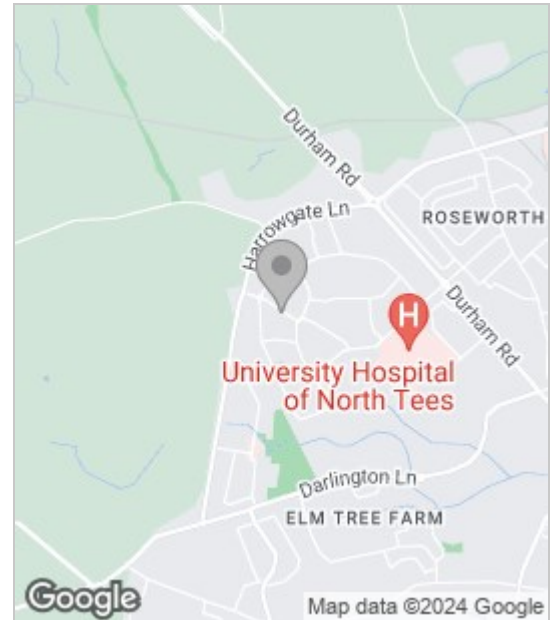 Durham Rd
Harrowgate Ln
ROSEWORTH
Durham Rd
H
University Hospital
of North Tees
Darlington Ln
ELM TREE FARM
Google
Map data ©2024 Google